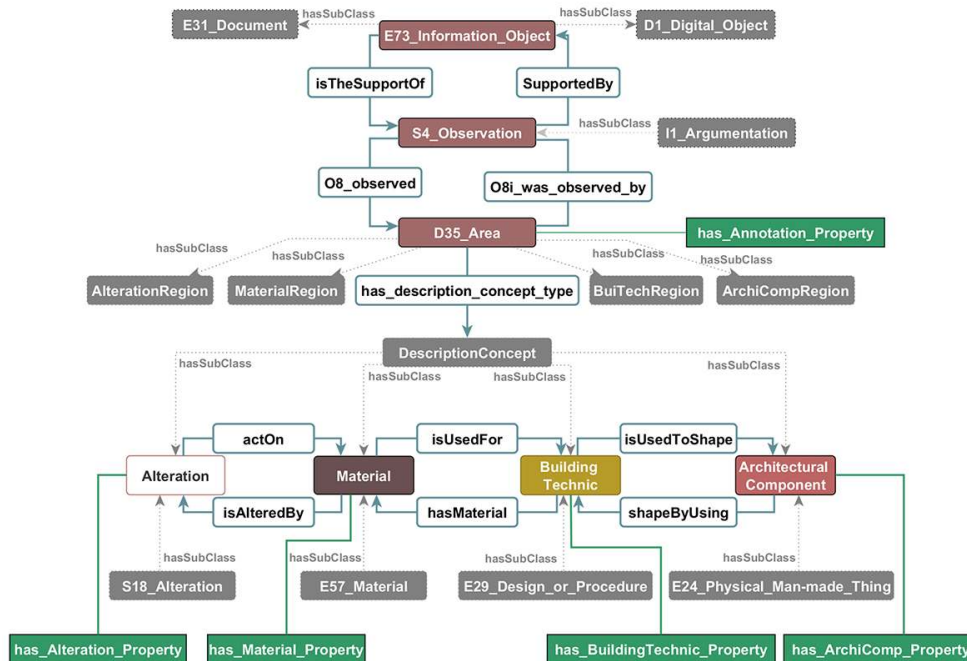 hasSubClass
hasSubClass
E31_Document
E73_Information_Object
D1_Digital_Object
isTheSupportOf
SupportedBy
hasSubClass
S4_Observation
I1_Argumentation
O8_observed
O8i_was_observed_by
D35_Area
has_Annotation_Property
hasSubClass
hasSubClass
hasSubClass
hasSubClass
AlterationRegion
MaterialRegion
has_description_concept_type
BuiTechRegion
ArchiCompRegion
DescriptionConcept
hasSubClass
hasSubClass
hasSubClass
hasSubClass
actOn
isUsedFor
isUsedToShape
Alteration
Material
Building
Technic
Architectural
Component
isAlteredBy
hasMaterial
shapeByUsing
hasSubClass
hasSubClass
hasSubClass
hasSubClass
S18_Alteration
E57_Material
E29_Design_or_Procedure
E24_Physical_Man-made_Thing
has_Alteration_Property
has_Material_Property
has_BuildingTechnic_Property
has_ArchiComp_Property